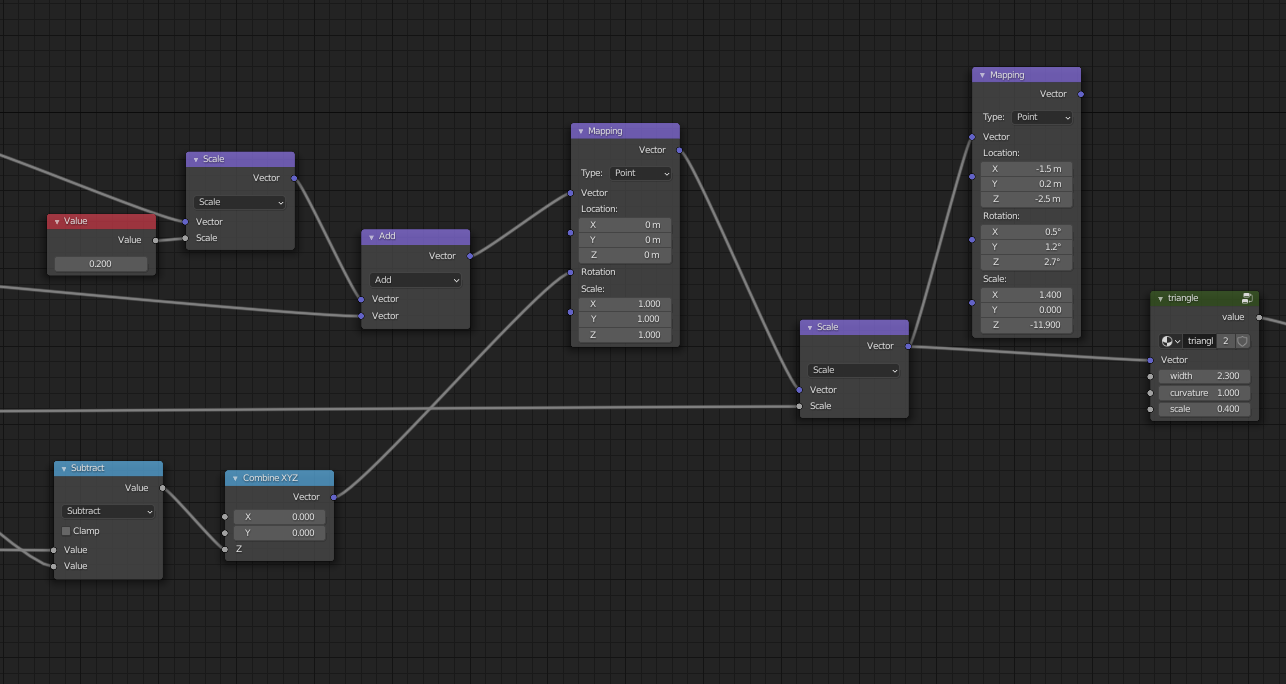 Value
Value
0.200
Scale
Vector
Scale
Vector
Scale
Add
Vector
Add
Vector
Vector
Subtract
Value
Subtract
Clamp
Value
Value
Combine XYZ
Vector
X 0.000
Y 0.000
Z
Mapping
Vector
Type: Point
Vector
Location:
X 0 m
Y 0 m
Z 0 m
Rotation
Scale:
X 1.000
Y 1.000
Z 1.000
Scale
Vector
Scale
Vector
Scale
Mapping
Vector
Type: Point
Vector
Location:
X -1.5 m
Y 0.2 m
Z -2.5 m
Rotation:
X 0.5°
Y 1.2°
Z 2.7°
Scale:
X 1.400
Y 0.000
Z -11.900
triangle
value
triangl 2
Vector
width 2.300
curvature 1.000
scale 0.400